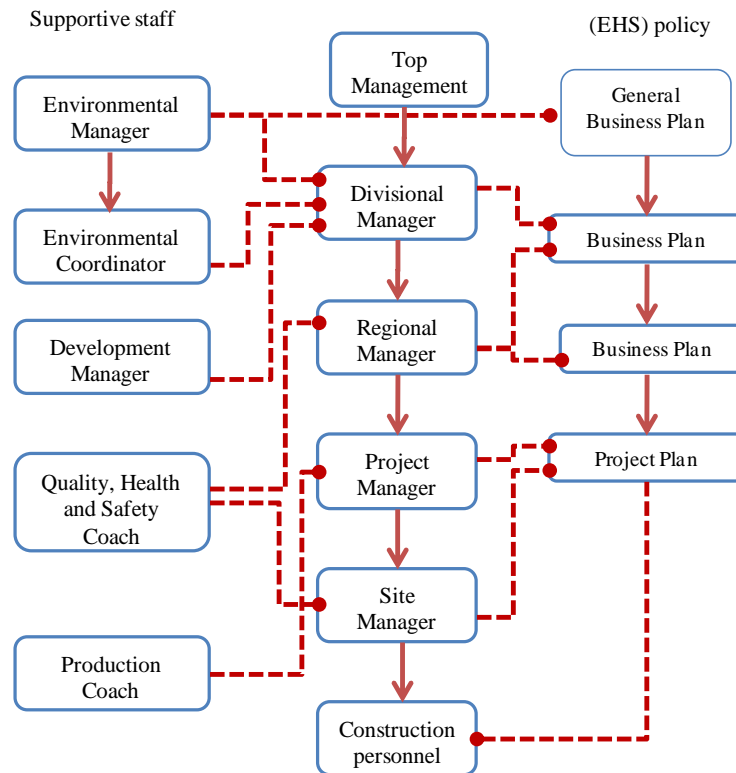 Supportive staff
(EHS) policy
Top
Management
Environmental
Manager
General
Business Plan
Divisional
Manager
Environmental
Coordinator
Business Plan
Regional
Manager
Development
Manager
Business Plan
Project
Manager
Project Plan
Quality, Health
and Safety
Coach
Site
Manager
Production
Coach
Construction
personnel